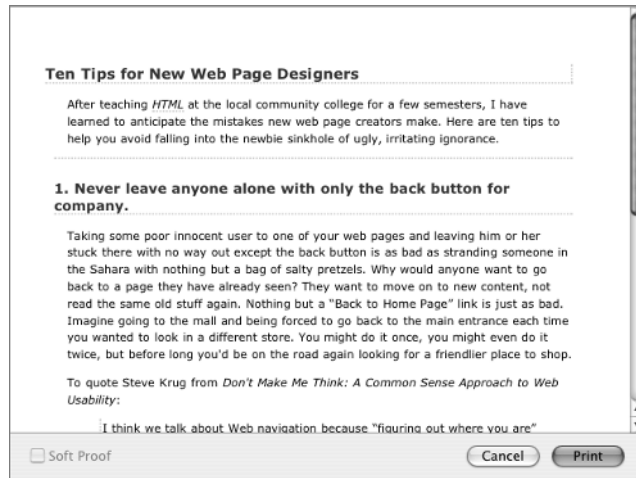 Ten Tips for New Web Page Designers
After teaching HTML at the local community college for a few semesters, I have
learned to anticipate the mistakes new web page creators make. Here are ten tips to
help you avoid falling into the newbie sinkhole of ugly, irritating ignorance.
1. Never leave anyone alone with only the back button for
company.
Taking some poor innocent user to one of your web pages and leaving him or her
stuck there with no way out except the back button is as bad as stranding someone in
the Sahara with nothing but a bag of salty pretzels. Why would anyone want to go
back to a page they have already seen? They want to move on to new content, not
read the same old stuff again. Nothing but a “Back to Home Page” link is just as bad.
Imagine going to the mall and being forced to go back to the main entrance each time
you wanted to look in a different store. You might do it once, you might even do it
twice, but before long you'd be on the road again looking for a friendlier place to shop.
To quote Steve Krug from Don't Make Me Think: A Common Sense Approach to Web
Usability:
I think we talk about Web navigation because “figuring out where you are”
Soft Proof
Cancel
Print